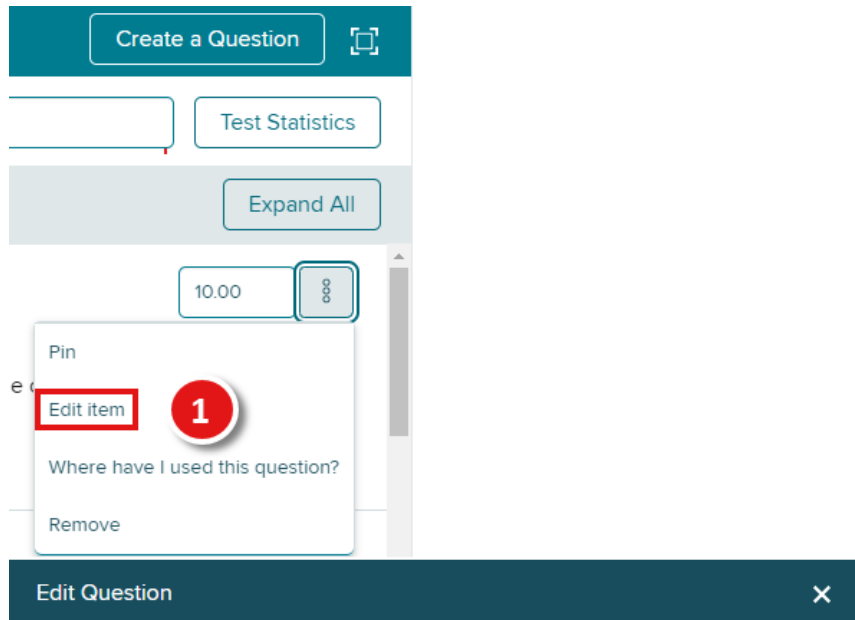 Create a Question
Test Statistics
Expand All
10.00
Pin
Edit item
1
Where have I used this question?
Remove
Edit Question